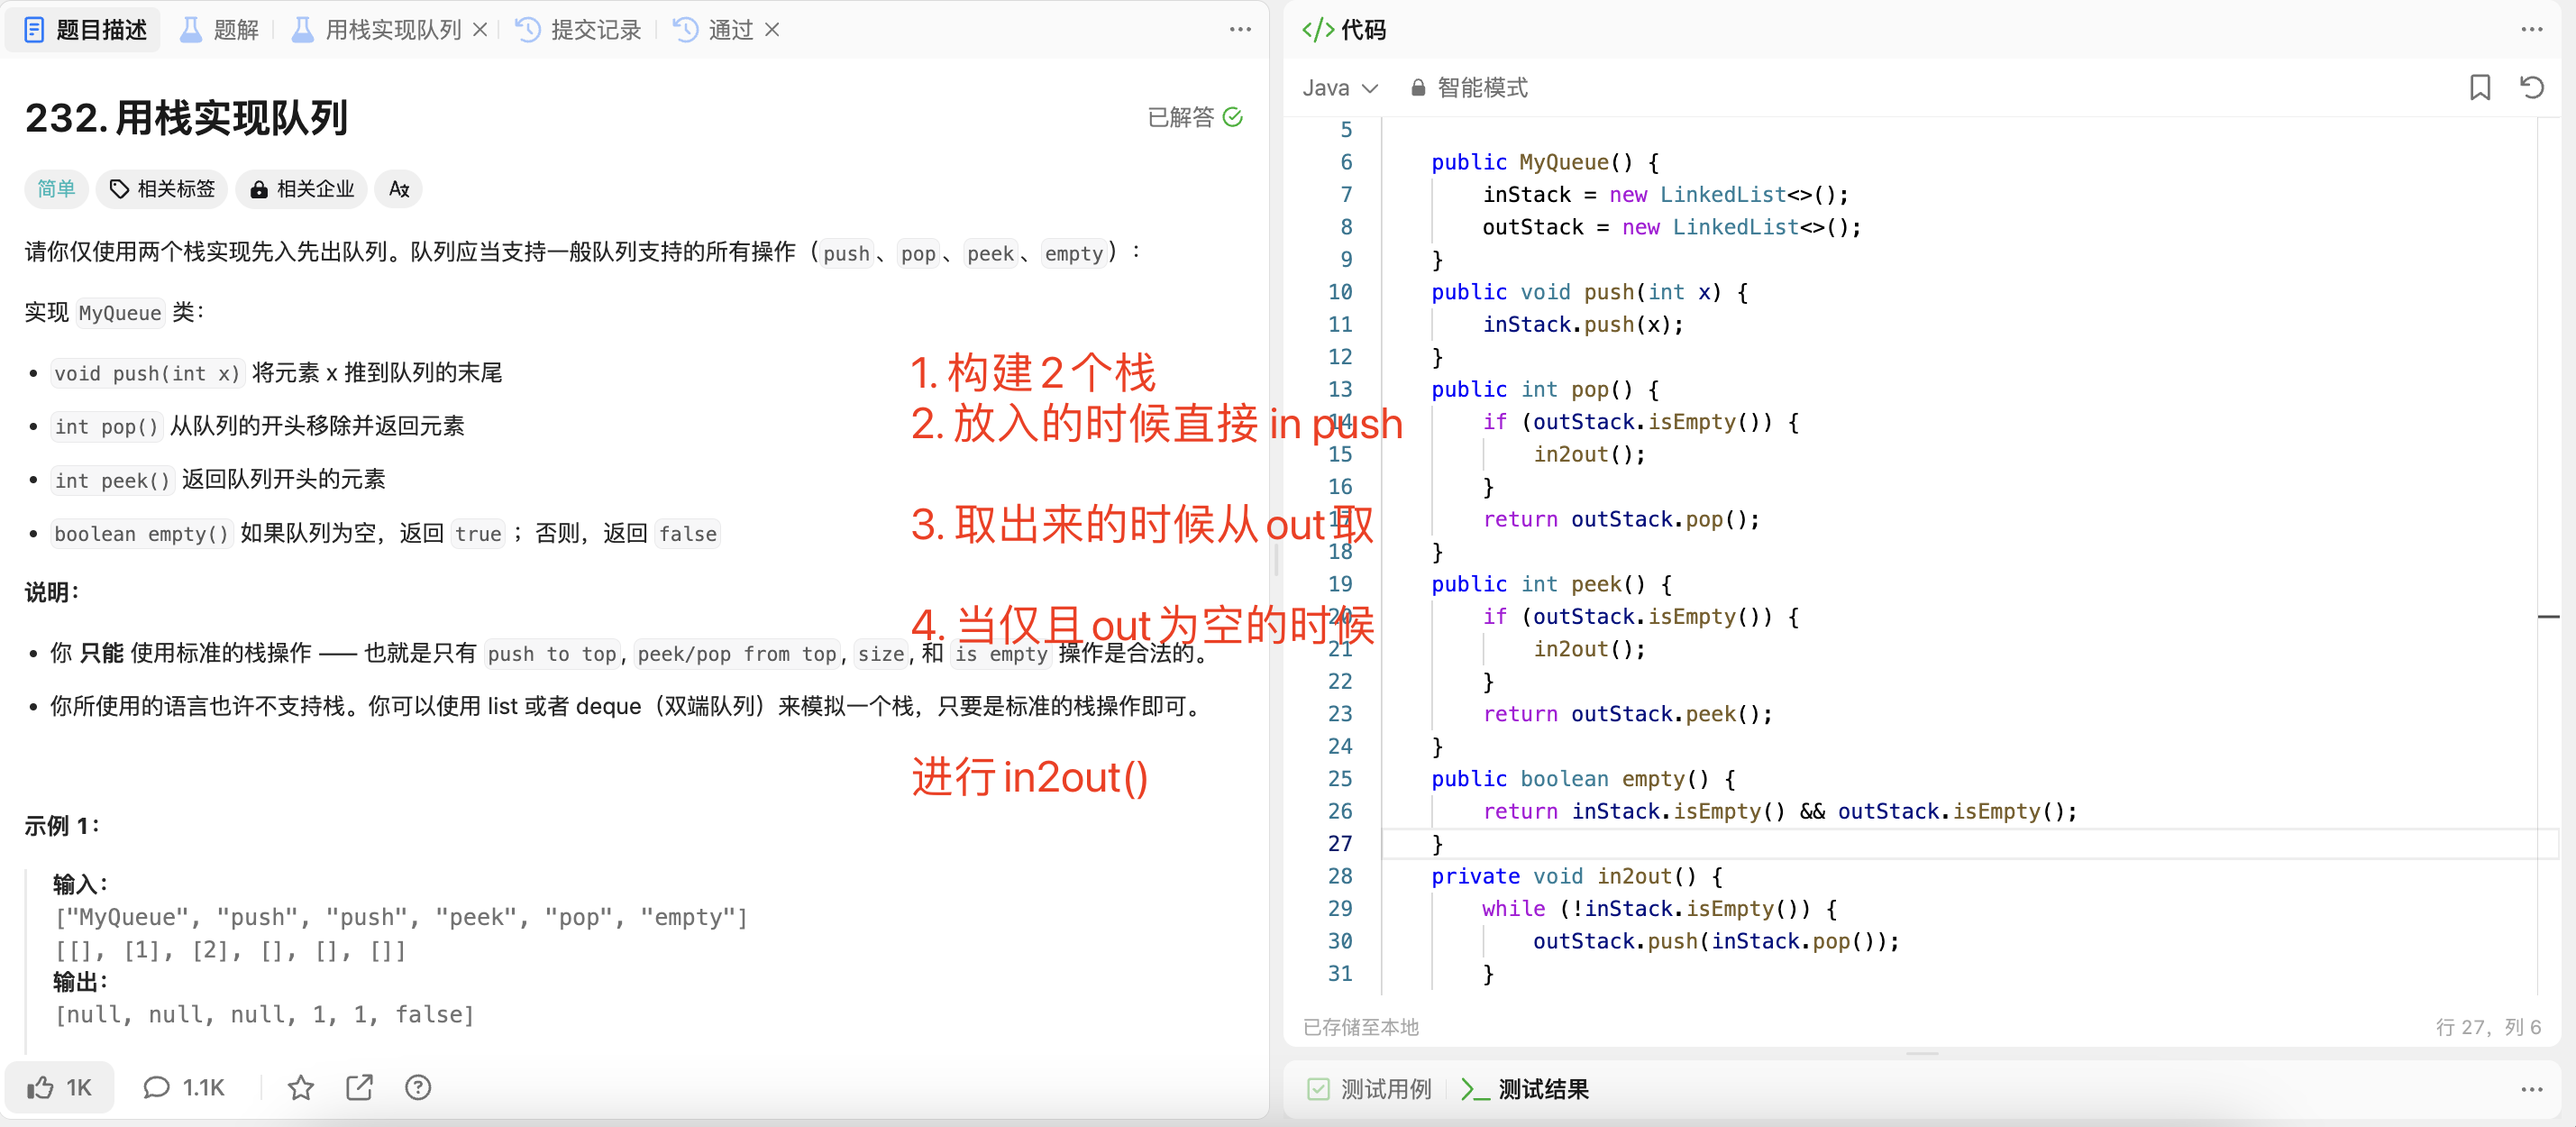 题目描述 题解 用栈实现队列 提交记录 通过
232. 用栈实现队列
已解答
简单 相关标签 相关企业
请你仅使用两个栈实现先入先出队列。队列应当支持一般队列支持的所有操作（push、pop、peek、empty）：
实现 MyQueue 类：
void push(int x) 将元素 x 推到队列的末尾
int pop() 从队列的开头移除并返回元素
int peek() 返回队列开头的元素
boolean empty() 如果队列为空，返回 true ；否则，返回 false
说明：
你 只能 使用标准的栈操作 —— 也就是只有 push to top, peek/pop from top, size, 和 is empty 操作是合法的。
你所使用的语言也许不支持栈。你可以使用 list 或者 deque（双端队列）来模拟一个栈，只要是标准的栈操作即可。
示例 1：
输入：
["MyQueue", "push", "push", "peek", "pop", "empty"]
[[], [1], [2], [], [], []]
输出：
[null, null, null, 1, 1, false]
1K 1.1K
1. 构建2个栈
2. 放入的时候直接 in push
3. 取出来的时候从out取
4. 当仅且out为空的时候
进行in2out()
</> 代码
Java 智能模式
5
6 public MyQueue() {
7 inStack = new LinkedList<>();
8 outStack = new LinkedList<>();
9 }
10 public void push(int x) {
11 inStack.push(x);
12 }
13 public int pop() {
14 if (outStack.isEmpty()) {
15 in2out();
16 }
17 return outStack.pop();
18 }
19 public int peek() {
20 if (outStack.isEmpty()) {
21 in2out();
22 }
23 return outStack.peek();
24 }
25 public boolean empty() {
26 return inStack.isEmpty() && outStack.isEmpty();
27 }
28 private void in2out() {
29 while (!inStack.isEmpty()) {
30 outStack.push(inStack.pop());
31 }
已存储至本地
行 27，列 6
测试用例 测试结果